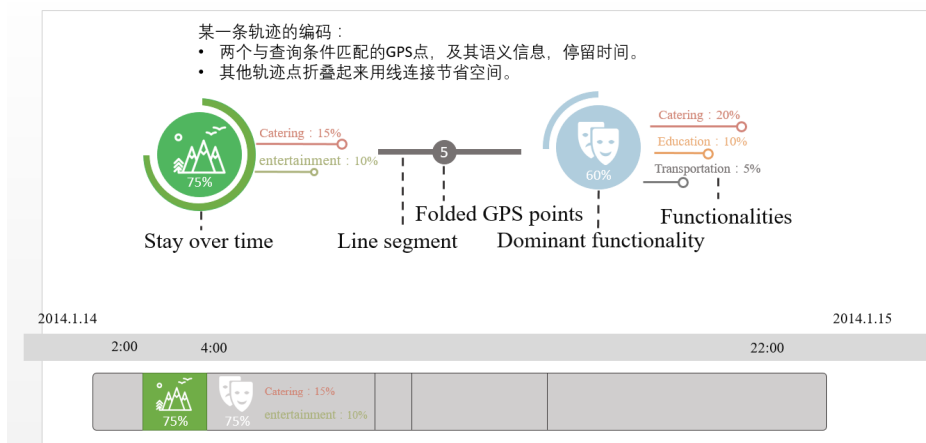 某一条轨迹的编码：
• 两个与查询条件匹配的GPS点，及其语义信息，停留时间。
• 其他轨迹点折叠起来用线连接节省空间。
Catering：15%
entertainment：10%
75%
5
Catering：20%
Education：10%
Transportation：5%
60%
Stay over time
Line segment
Folded GPS points
Dominant functionality
Functionalities
2014.1.14
2014.1.15
2:00
4:00
22:00
75%
75%
Catering：15%
entertainment：10%